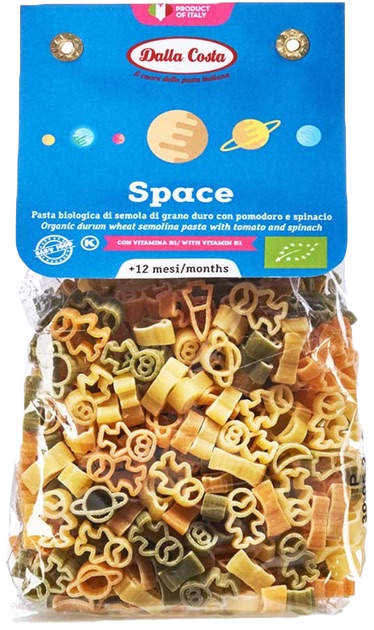 PRODUCT
OF ITALY
Dalla Costa
il cuore della pasta italiana
Space
Pasta biologica di semola di grano duro con pomodoro e spinacio
Organic durum wheat semolina pasta with tomato and spinach
CON VITAMINA B1/ WITH VITAMIN B1
K
+12 mesi/months